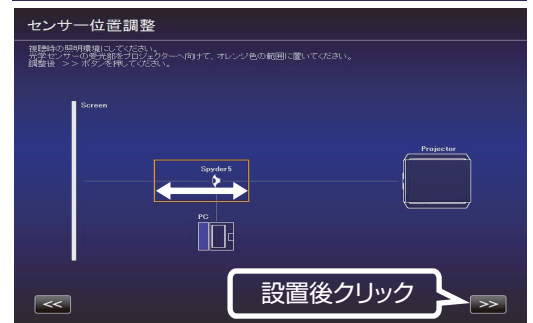 センサー位置調整
視聴時の照明環境にしてください。
光学センサーの受光部をプロジェクターへ向けて、オレンジ色の範囲に置いてください。
調整後 >> ボタンを押してください。
Screen
Projector
Spyder5
PC
設置後クリック
<<
>>